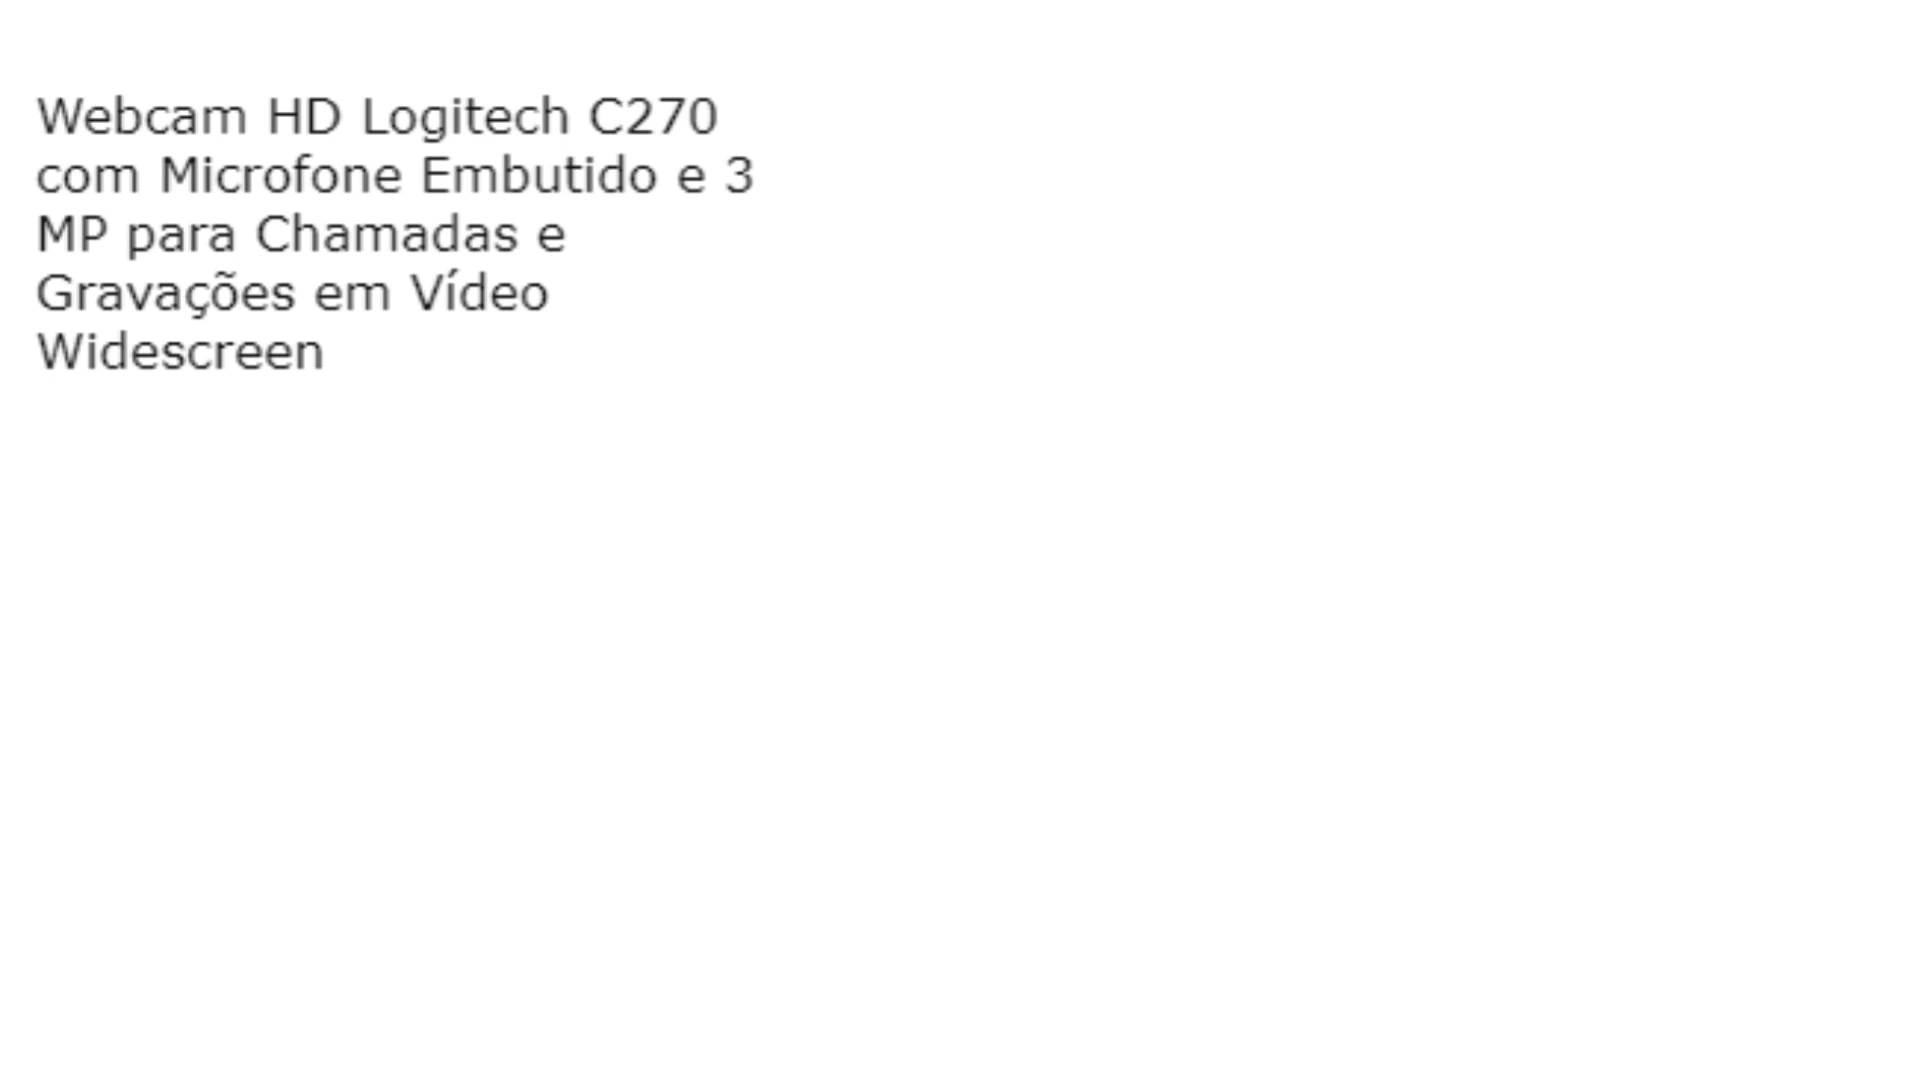 Webcam HD Logitech C270
com Microfone Embutido e 3
MP para Chamadas e
Gravações em Vídeo
Widescreen